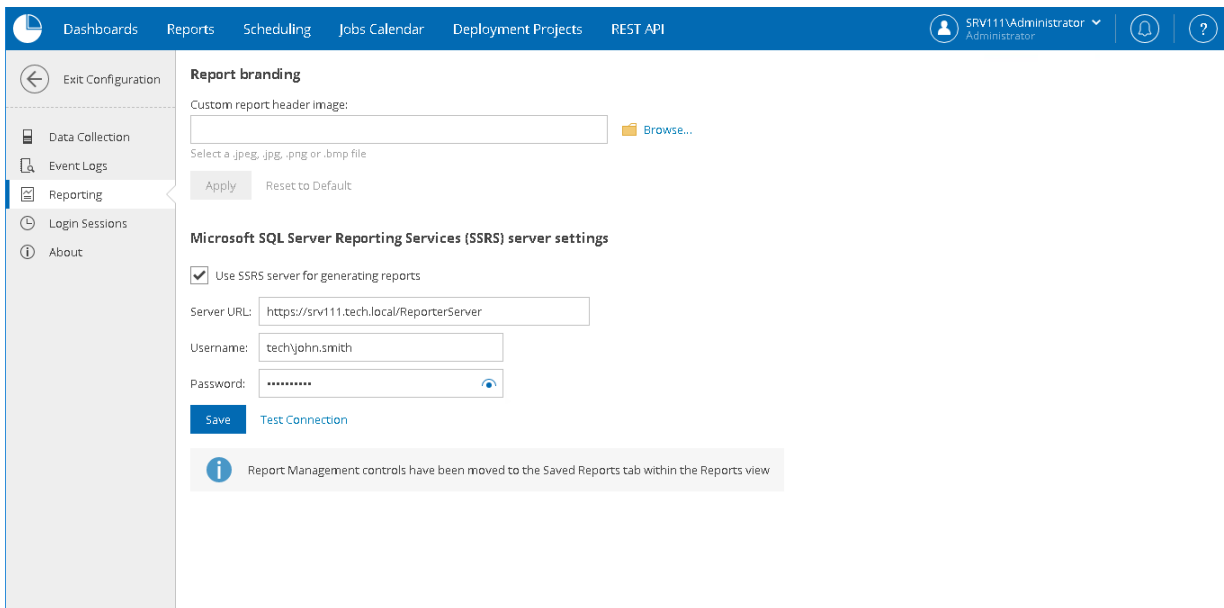 Dashboards Reports Scheduling Jobs Calendar Deployment Projects REST API SRV111\Administrator
Administrator
?
Exit Configuration
Data Collection
Event Logs
Reporting
Login Sessions
About
Report branding
Custom report header image:
Browse...
Select a .jpeg, .jpg, .png or .bmp file
Apply Reset to Default
Microsoft SQL Server Reporting Services (SSRS) server settings
Use SSRS server for generating reports
Server URL: https://srv111.tech.local/ReporterServer
Username: tech\john.smith
Password: ••••••••••
Save Test Connection
Report Management controls have been moved to the Saved Reports tab within the Reports view